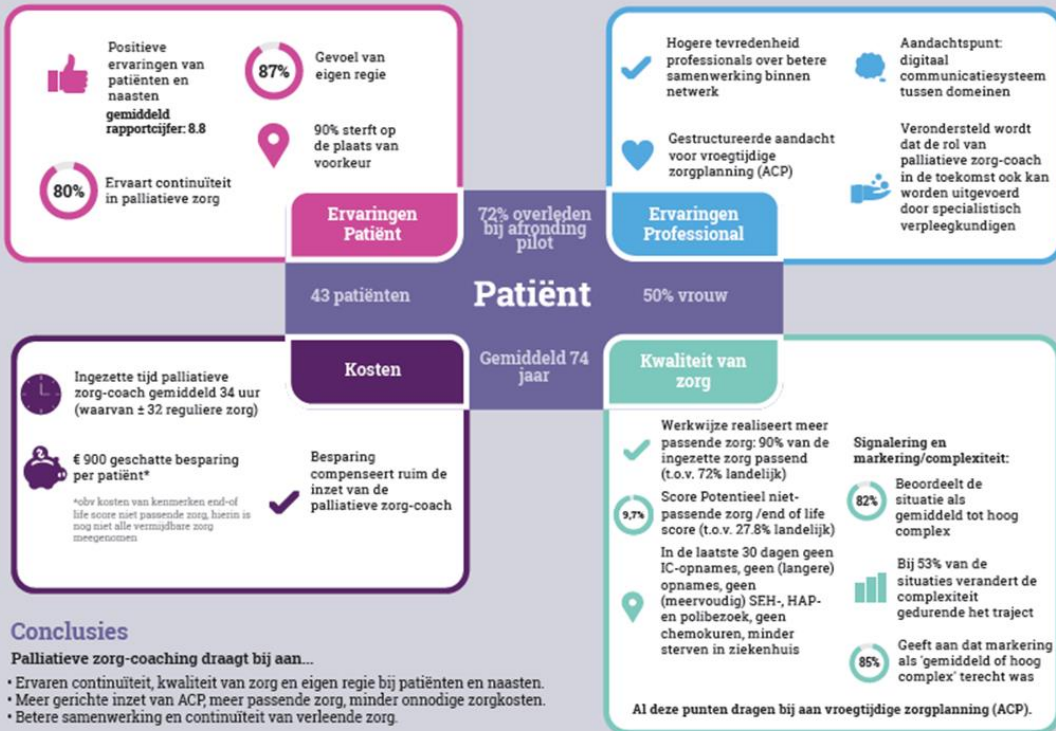 Positieve
ervaringen van
patiënten en
naasten
gemiddeld
rapportcijfer: 8.8
87%
Gevoel van
eigen regie
90% sterft op
de plaats van
voorkeur
80%
Ervaart continuïteit
in palliatieve zorg
Ervaringen
Patiënt
Hogere tevredenheid
professionals over betere
samenwerking binnen
netwerk
Gestructureerde aandacht
voor vroegtijdige
zorgplanning (ACP)
Aandachtspunt:
digitaal
communicatiesysteem
tussen domeinen
Verondersteld wordt
dat de rol van
palliatieve zorg-coach
in de toekomst ook kan
worden uitgevoerd
door specialistisch
verpleegkundigen
Ervaringen
Professional
72% overleden
bij afronding
pilot
43 patiënten
Patiënt
50% vrouw
Gemiddeld 74
jaar
Kosten
Ingezette tijd palliatieve
zorg-coach gemiddeld 34 uur
(waarvan ± 32 reguliere zorg)
€ 900 geschatte besparing
per patiënt*
*obv kosten van kenmerken end-of
life score niet passende zorg, hierin is
nog niet alle vermijdbare zorg
meegenomen
Besparing
compenseert ruim de
inzet van de
palliatieve zorg-coach
Kwaliteit van
zorg
Werkwijze realiseert meer
passende zorg: 90% van de
ingezette zorg passend
(t.o.v. 72% landelijk)
9,7%
Score Potentieel niet-
passende zorg /end of life
score (t.o.v. 27.8% landelijk)
In de laatste 30 dagen geen
IC-opnames, geen (langere)
opnames, geen
(meervoudig) SEH-, HAP-
en polibezoek, geen
chemokuren, minder
sterven in ziekenhuis
Signalering en
markering/complexiteit:
82%
Beoordeelt de
situatie als
gemiddeld tot hoog
complex
Bij 53% van de
situaties verandert de
complexiteit
gedurende het traject
85%
Geeft aan dat markering
als 'gemiddeld of hoog
complex' terecht was
Al deze punten dragen bij aan vroegtijdige zorgplanning (ACP).
Conclusies
Palliatieve zorg-coaching draagt bij aan...
• Ervaren continuïteit, kwaliteit van zorg en eigen regie bij patiënten en naasten.
• Meer gerichte inzet van ACP, meer passende zorg, minder onnodige zorgkosten.
• Betere samenwerking en continuïteit van verleende zorg.